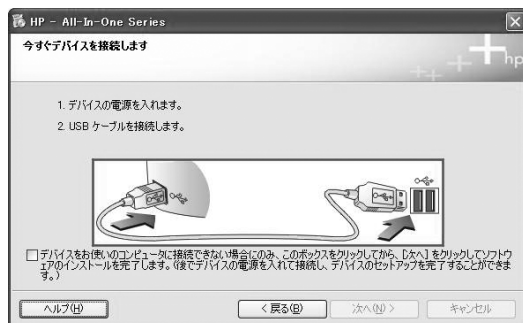 HP - All-In-One Series
今すぐデバイスを接続します
hp
1. デバイスの電源を入れます。
2. USB ケーブルを接続します。
デバイスをお使いのコンピュータに接続できない場合にのみ、このボックスをクリックしてから、[次へ] をクリックしてソフトウ
ェアのインストールを完了します。(後でデバイスの電源を入れて接続し、デバイスのセットアップを完了することができま
す。)
ヘルプ(H)
< 戻る(B)
次へ(N) >
キャンセル